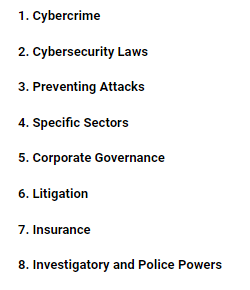 1. Cybercrime
2. Cybersecurity Laws
3. Preventing Attacks
4. Specific Sectors
5. Corporate Governance
6. Litigation
7. Insurance
8. Investigatory and Police Powers